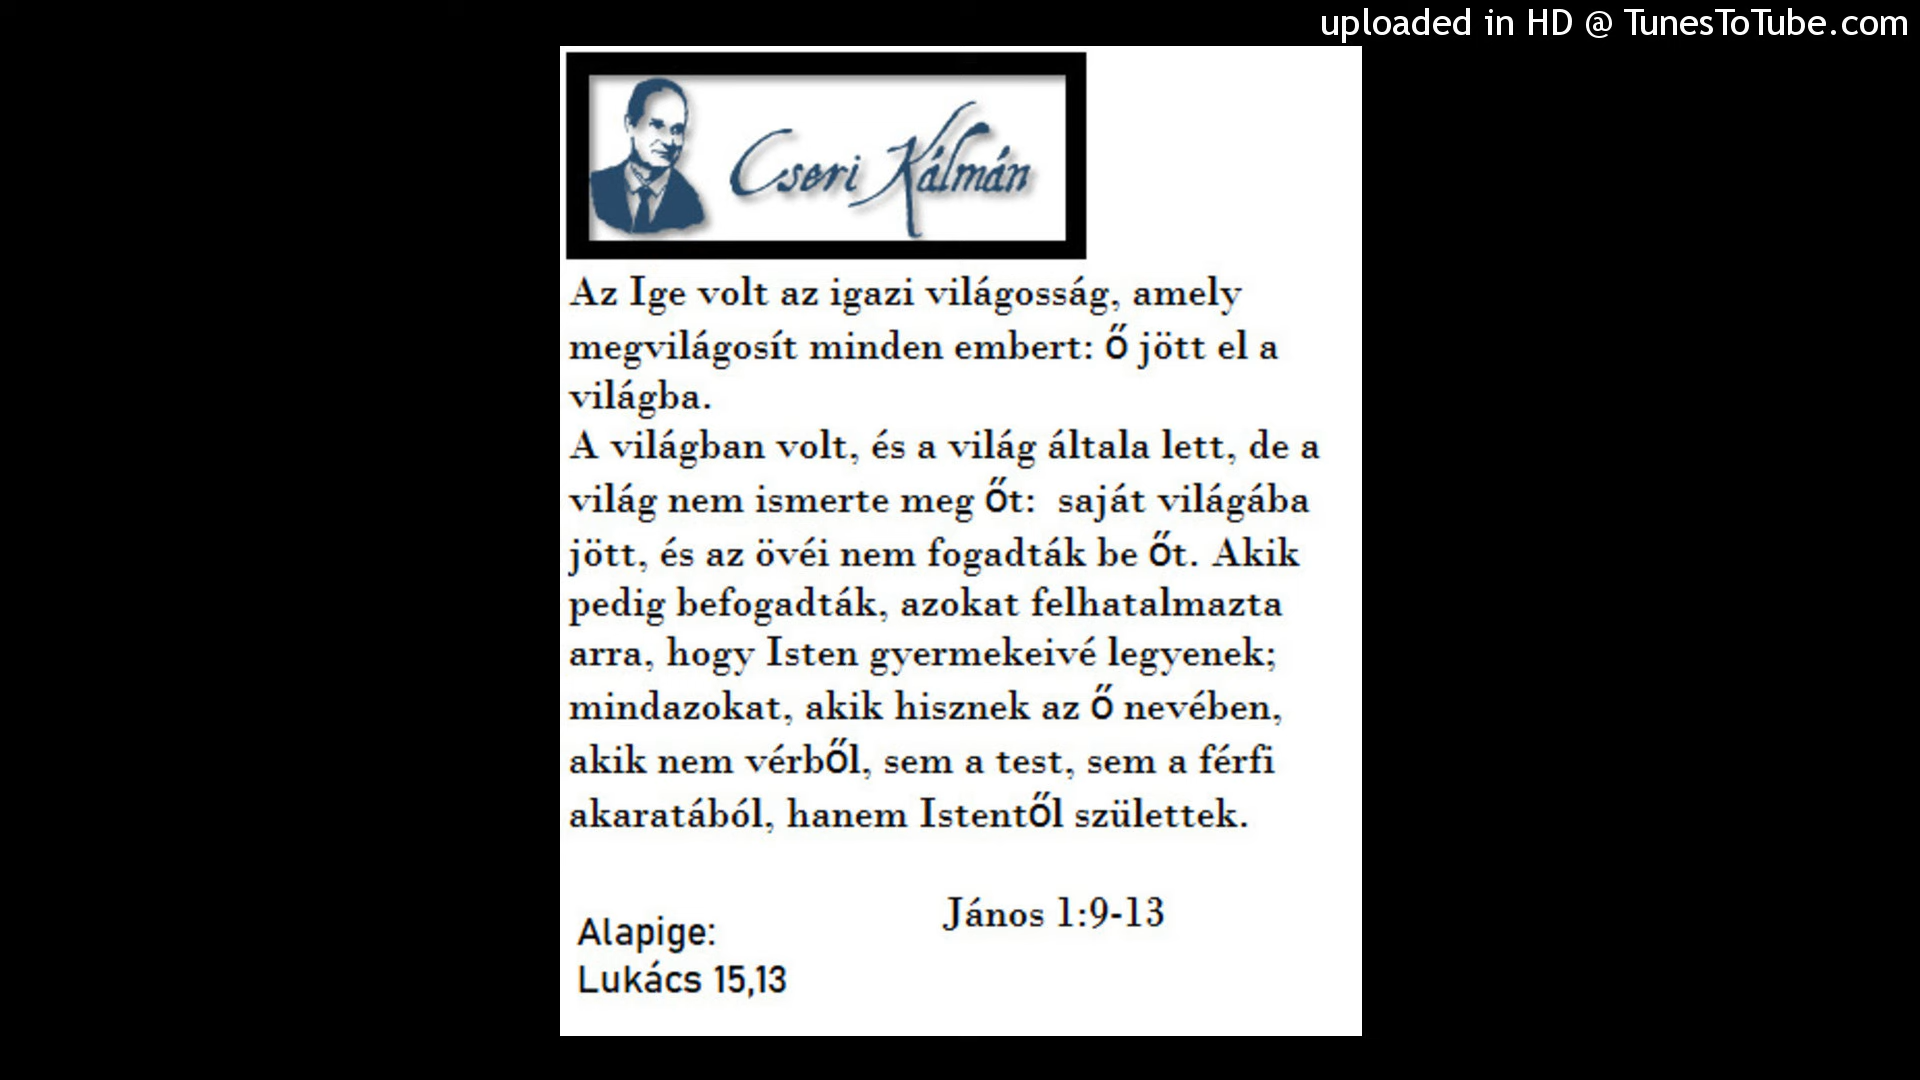 uploaded in HD @ TunesToTube.com
Cseri Kálmán
Az Ige volt az igazi világosság, amely
megvilágosít minden embert: Ő jött el a
világba.
A világban volt, és a világ általa lett, de a
világ nem ismerte meg Őt:  saját világába
jött, és az övéi nem fogadták be Őt. Akik
pedig befogadták, azokat felhatalmazta
arra, hogy Isten gyermekeivé legyenek;
mindazokat, akik hisznek az Ő nevében,
akik nem vérből, sem a test, sem a férfi
akaratából, hanem Istentől születtek.
János 1:9-13
Alapige:
Lukács 15,13